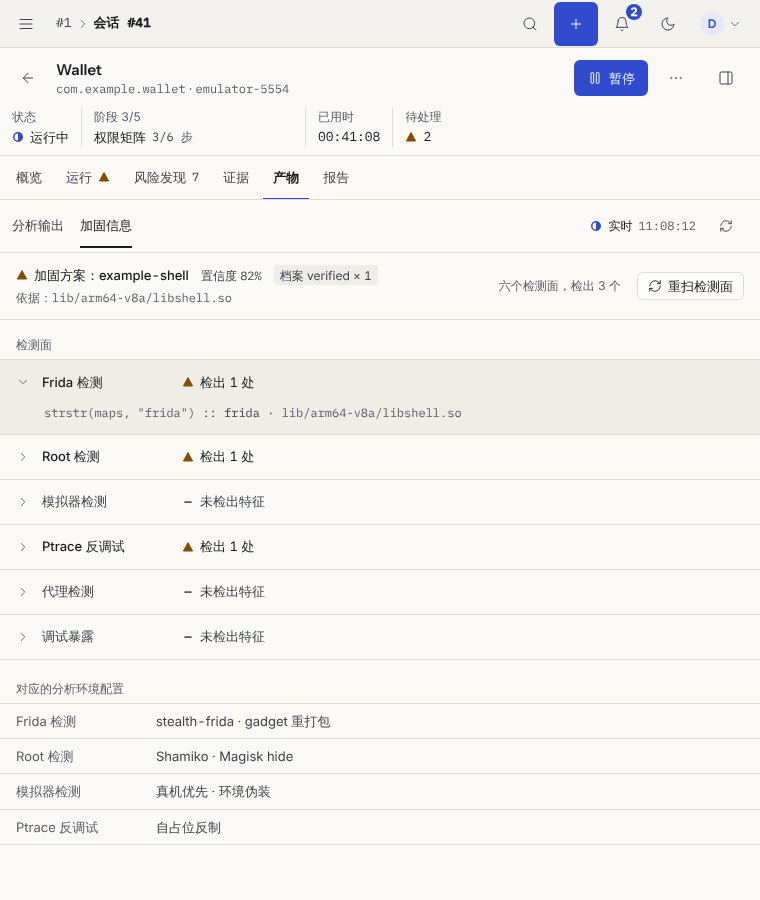 #1 会话 #41
2
D
Wallet
com.example.wallet · emulator-5554
暂停
状态 阶段 3/5 已用时 待处理
运行中 权限矩阵 3/6 步 00:41:08 2
概览 运行 风险发现 7 证据 产物 报告
分析输出 加固信息 实时 11:08:12
加固方案：example-shell 置信度 82% 档案 verified × 1
依据：lib/arm64-v8a/libshell.so
六个检测面，检出 3 个 重扫检测面
检测面
Frida 检测 检出 1 处
strstr(maps, "frida") :: frida · lib/arm64-v8a/libshell.so
Root 检测 检出 1 处
模拟器检测 – 未检出特征
Ptrace 反调试 检出 1 处
代理检测 – 未检出特征
调试暴露 – 未检出特征
对应的分析环境配置
Frida 检测 stealth-frida · gadget 重打包
Root 检测 Shamiko · Magisk hide
模拟器检测 真机优先 · 环境伪装
Ptrace 反调试 自占位反制